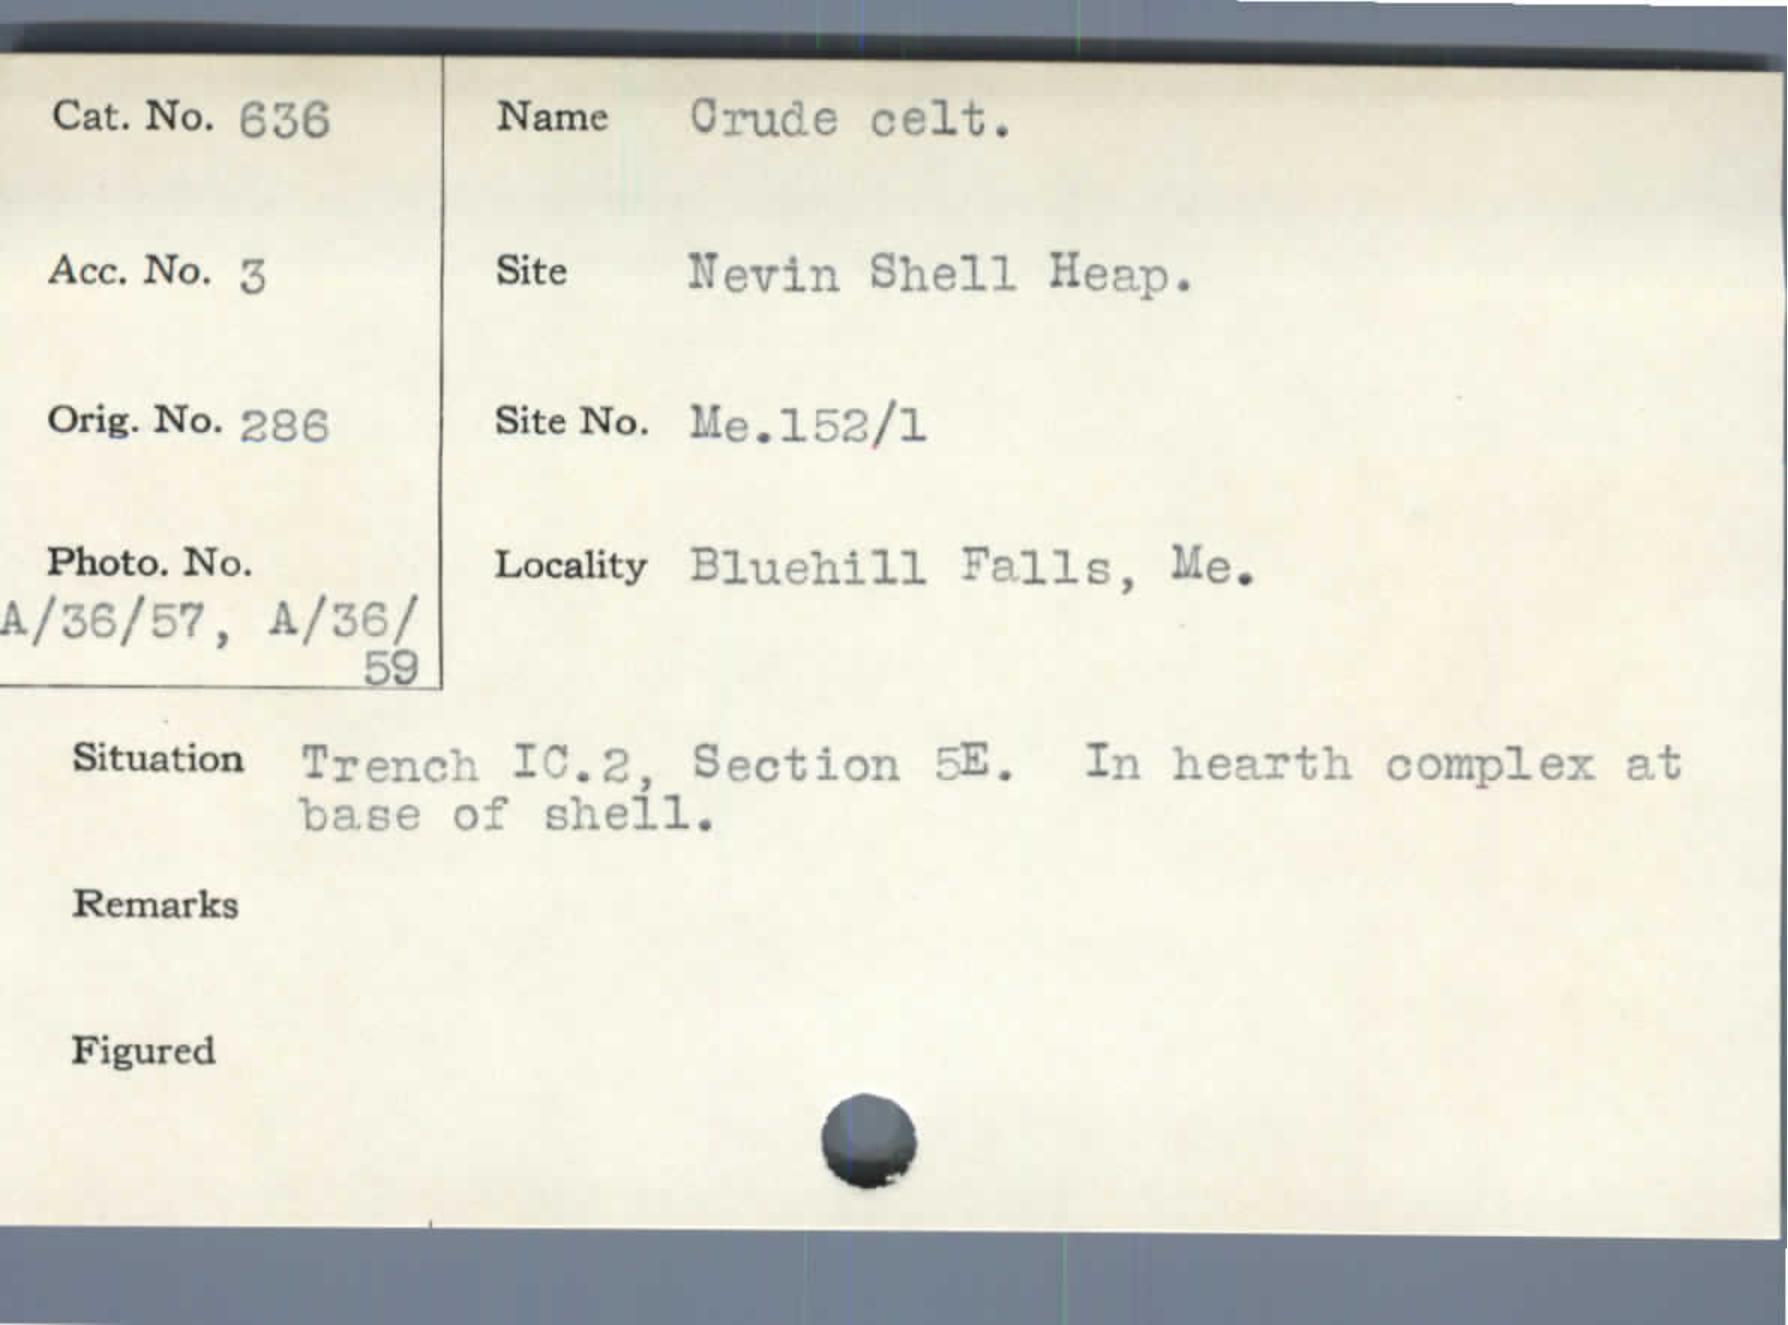 Cat. No. 636
Name Crude celt.
Acc. No. 3
Site Nevin Shell Heap.
Orig. No. 286
Site No. Me.152/1
Photo. No.
A/36/57, A/36/
59
Locality Bluehill Falls, Me.
Situation Trench IC.2, Section 5E. In hearth complex at
base of shell.
Remarks
Figured